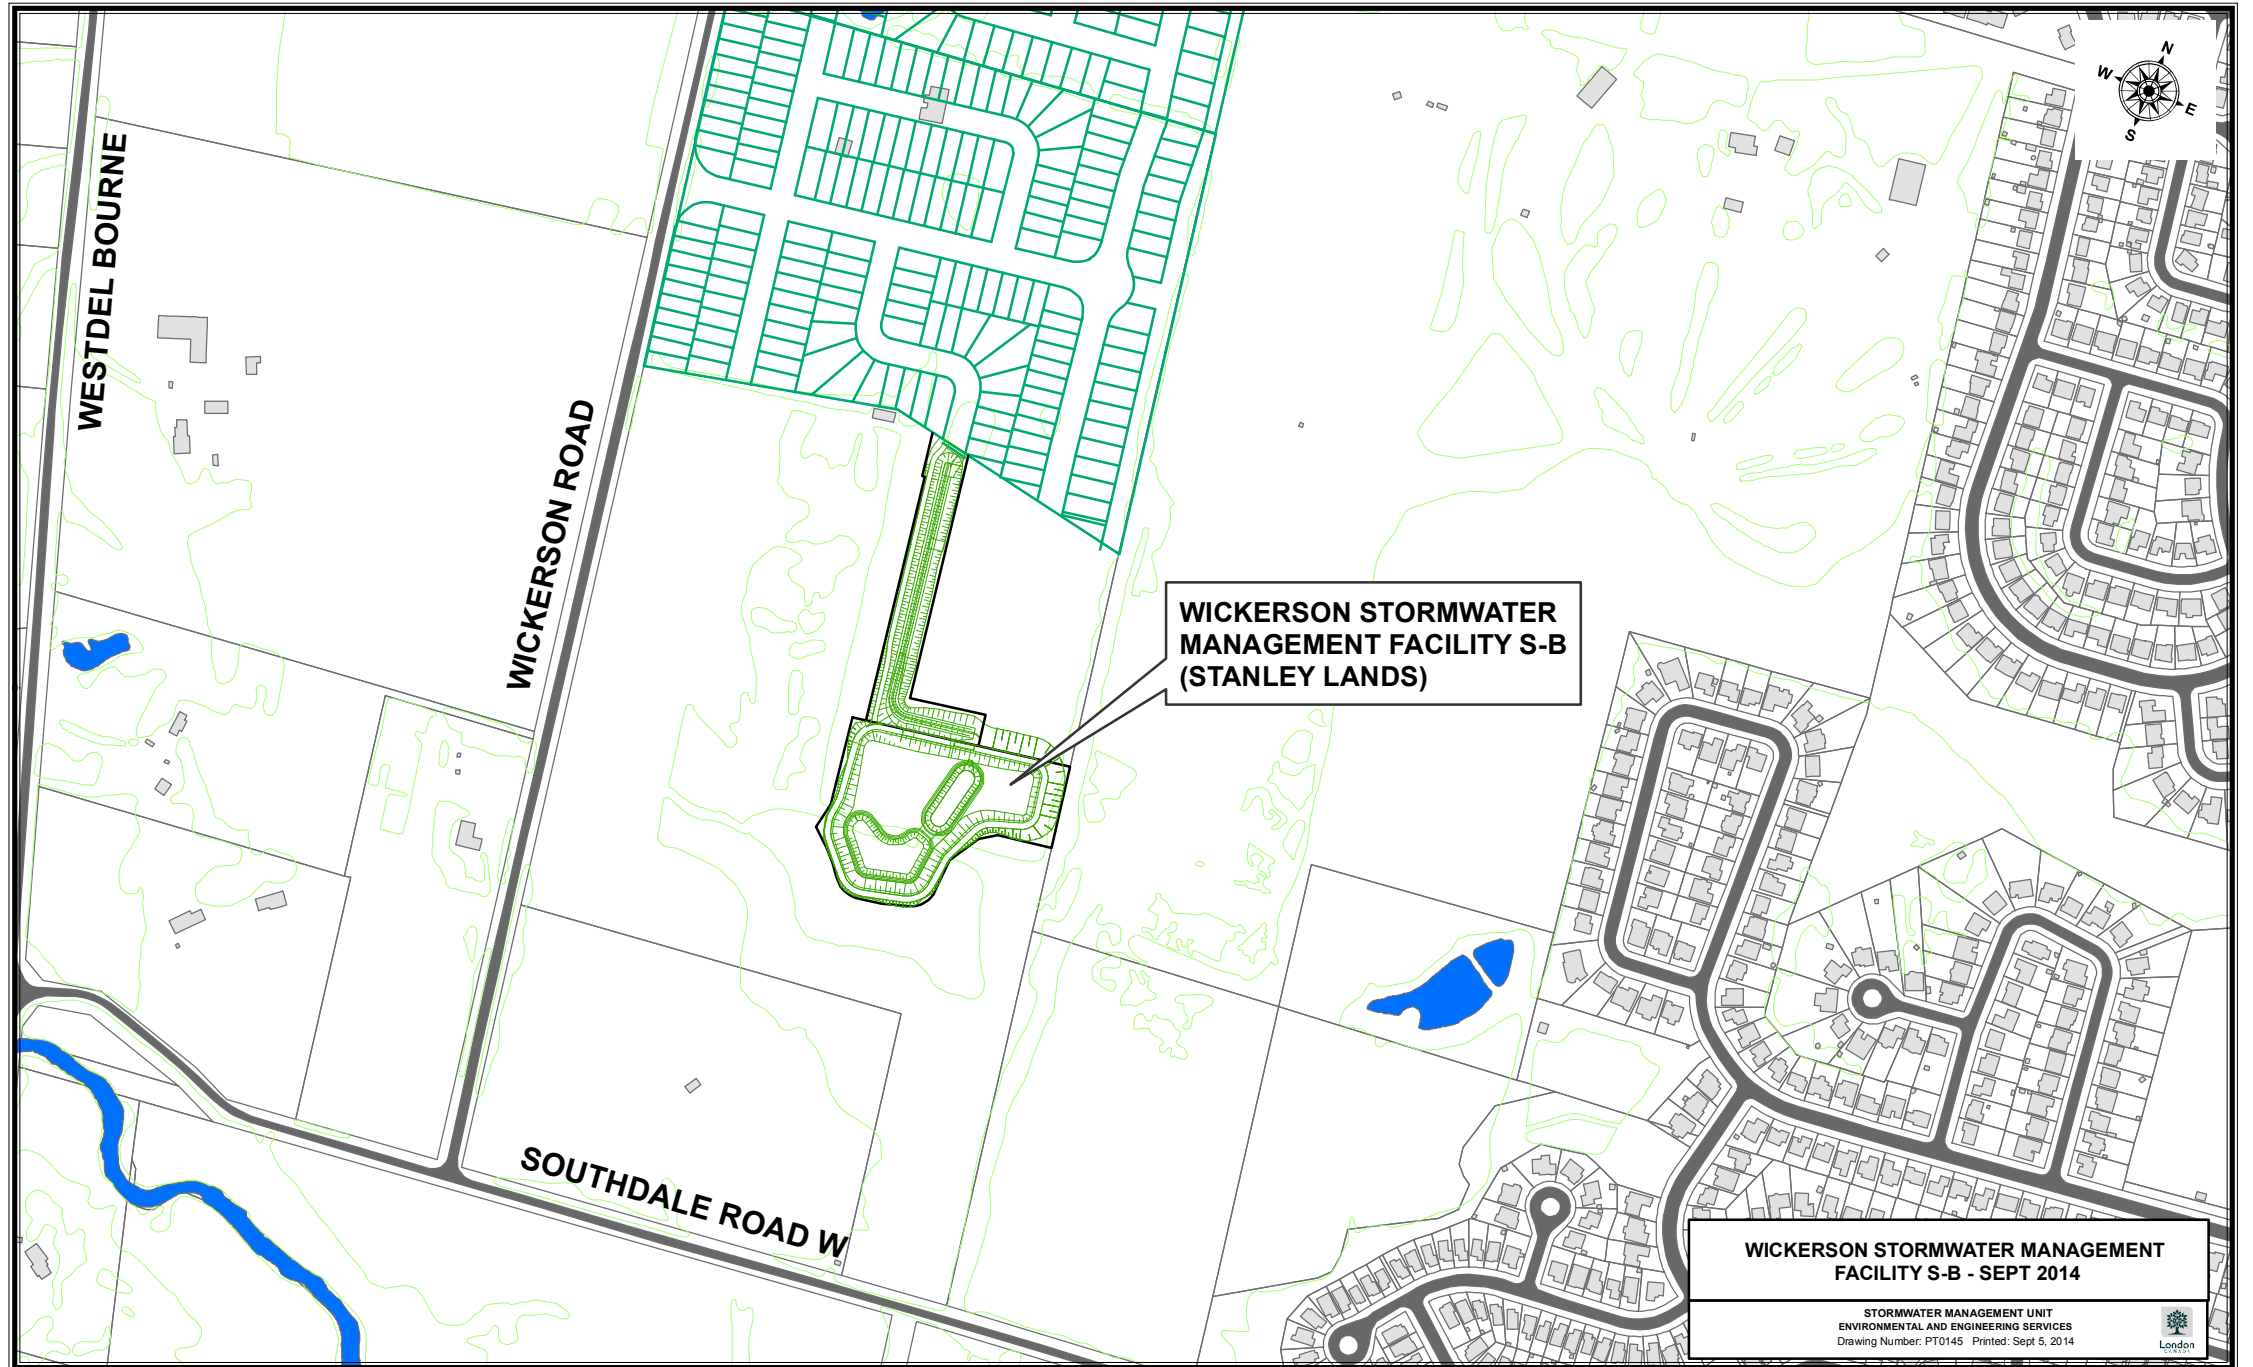 N
W
E
S
WESTDEL BOURNE
WICKERSON ROAD
WICKERSON STORMWATER
MANAGEMENT FACILITY S-B
(STANLEY LANDS)
SOUTHDALE ROAD W
WICKERSON STORMWATER MANAGEMENT
FACILITY S-B - SEPT 2014
STORMWATER MANAGEMENT UNIT
ENVIRONMENTAL AND ENGINEERING SERVICES
Drawing Number: PT0145 Printed: Sept 5, 2014
London
CANADA